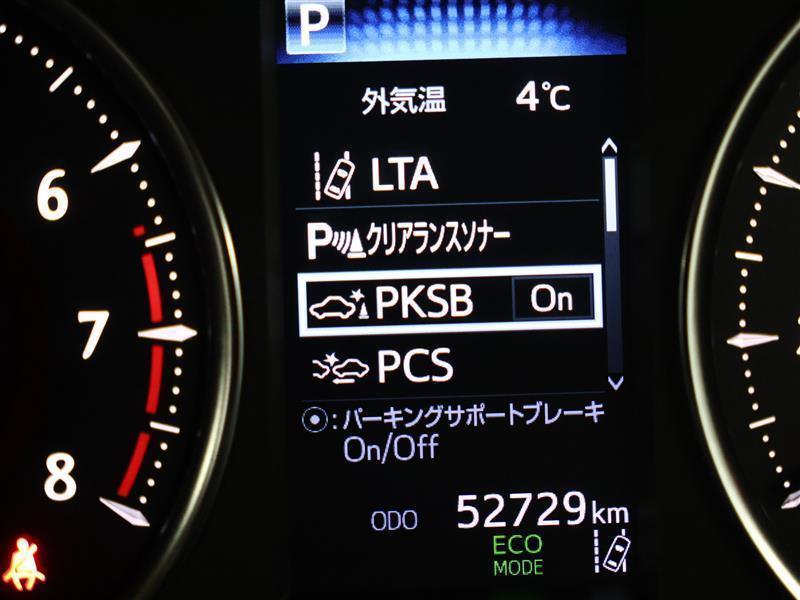 P
外気温 4℃
LTA
6
P クリアランスソナー
PKSB On
7
PCS
:パーキングサポートブレーキ
On/Off
8
ODO 52729km
ECO
MODE